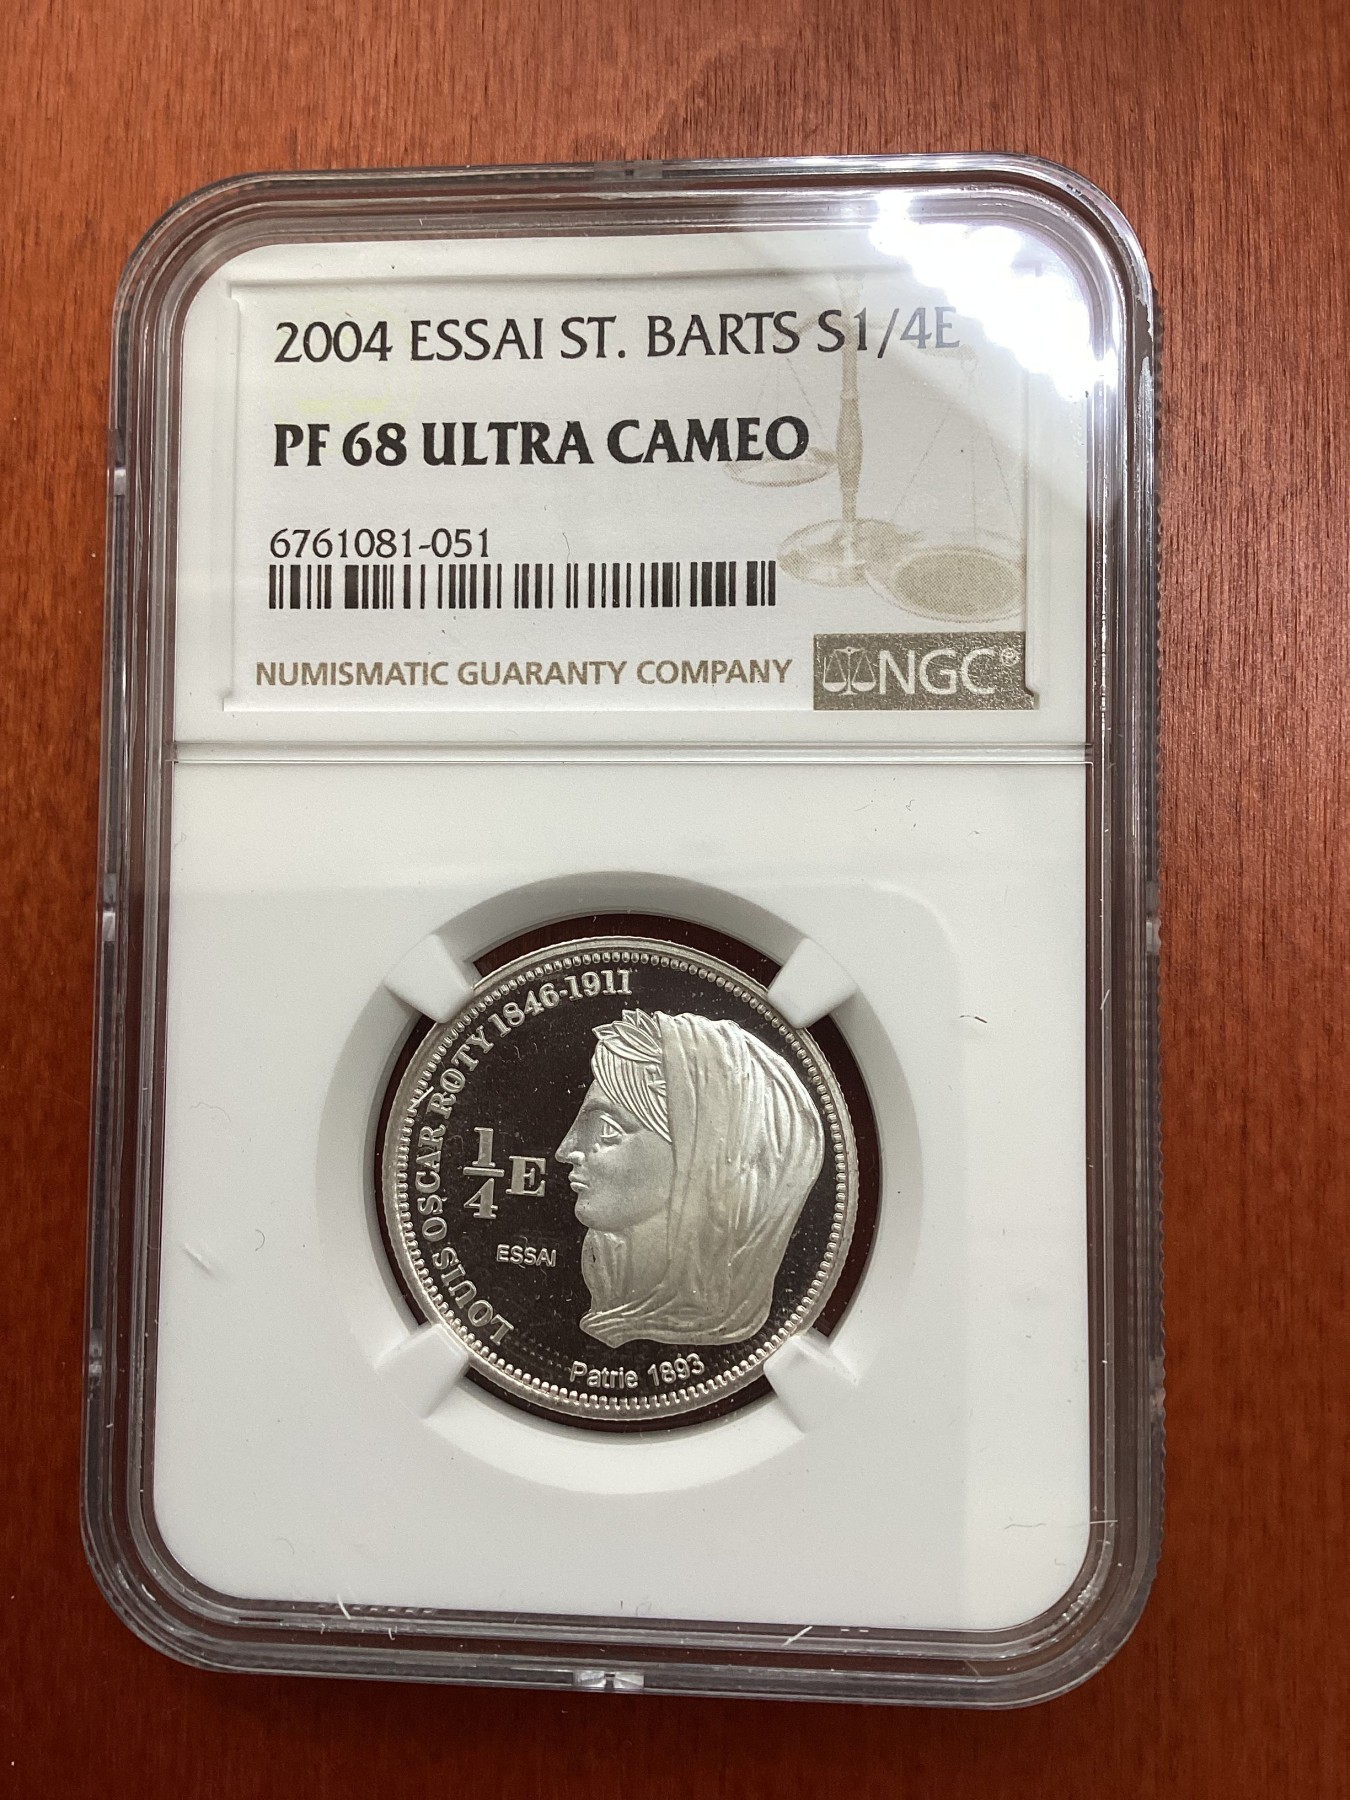 2004 ESSAI ST. BARTS S1/4E
PF 68 ULTRA CAMEO
6761081-051
NUMISMATIC GUARANTY COMPANY
NGC®
LOUIS OSCAR ROTY 1846-1911
1/4 E
ESSAI
Patrie 1893